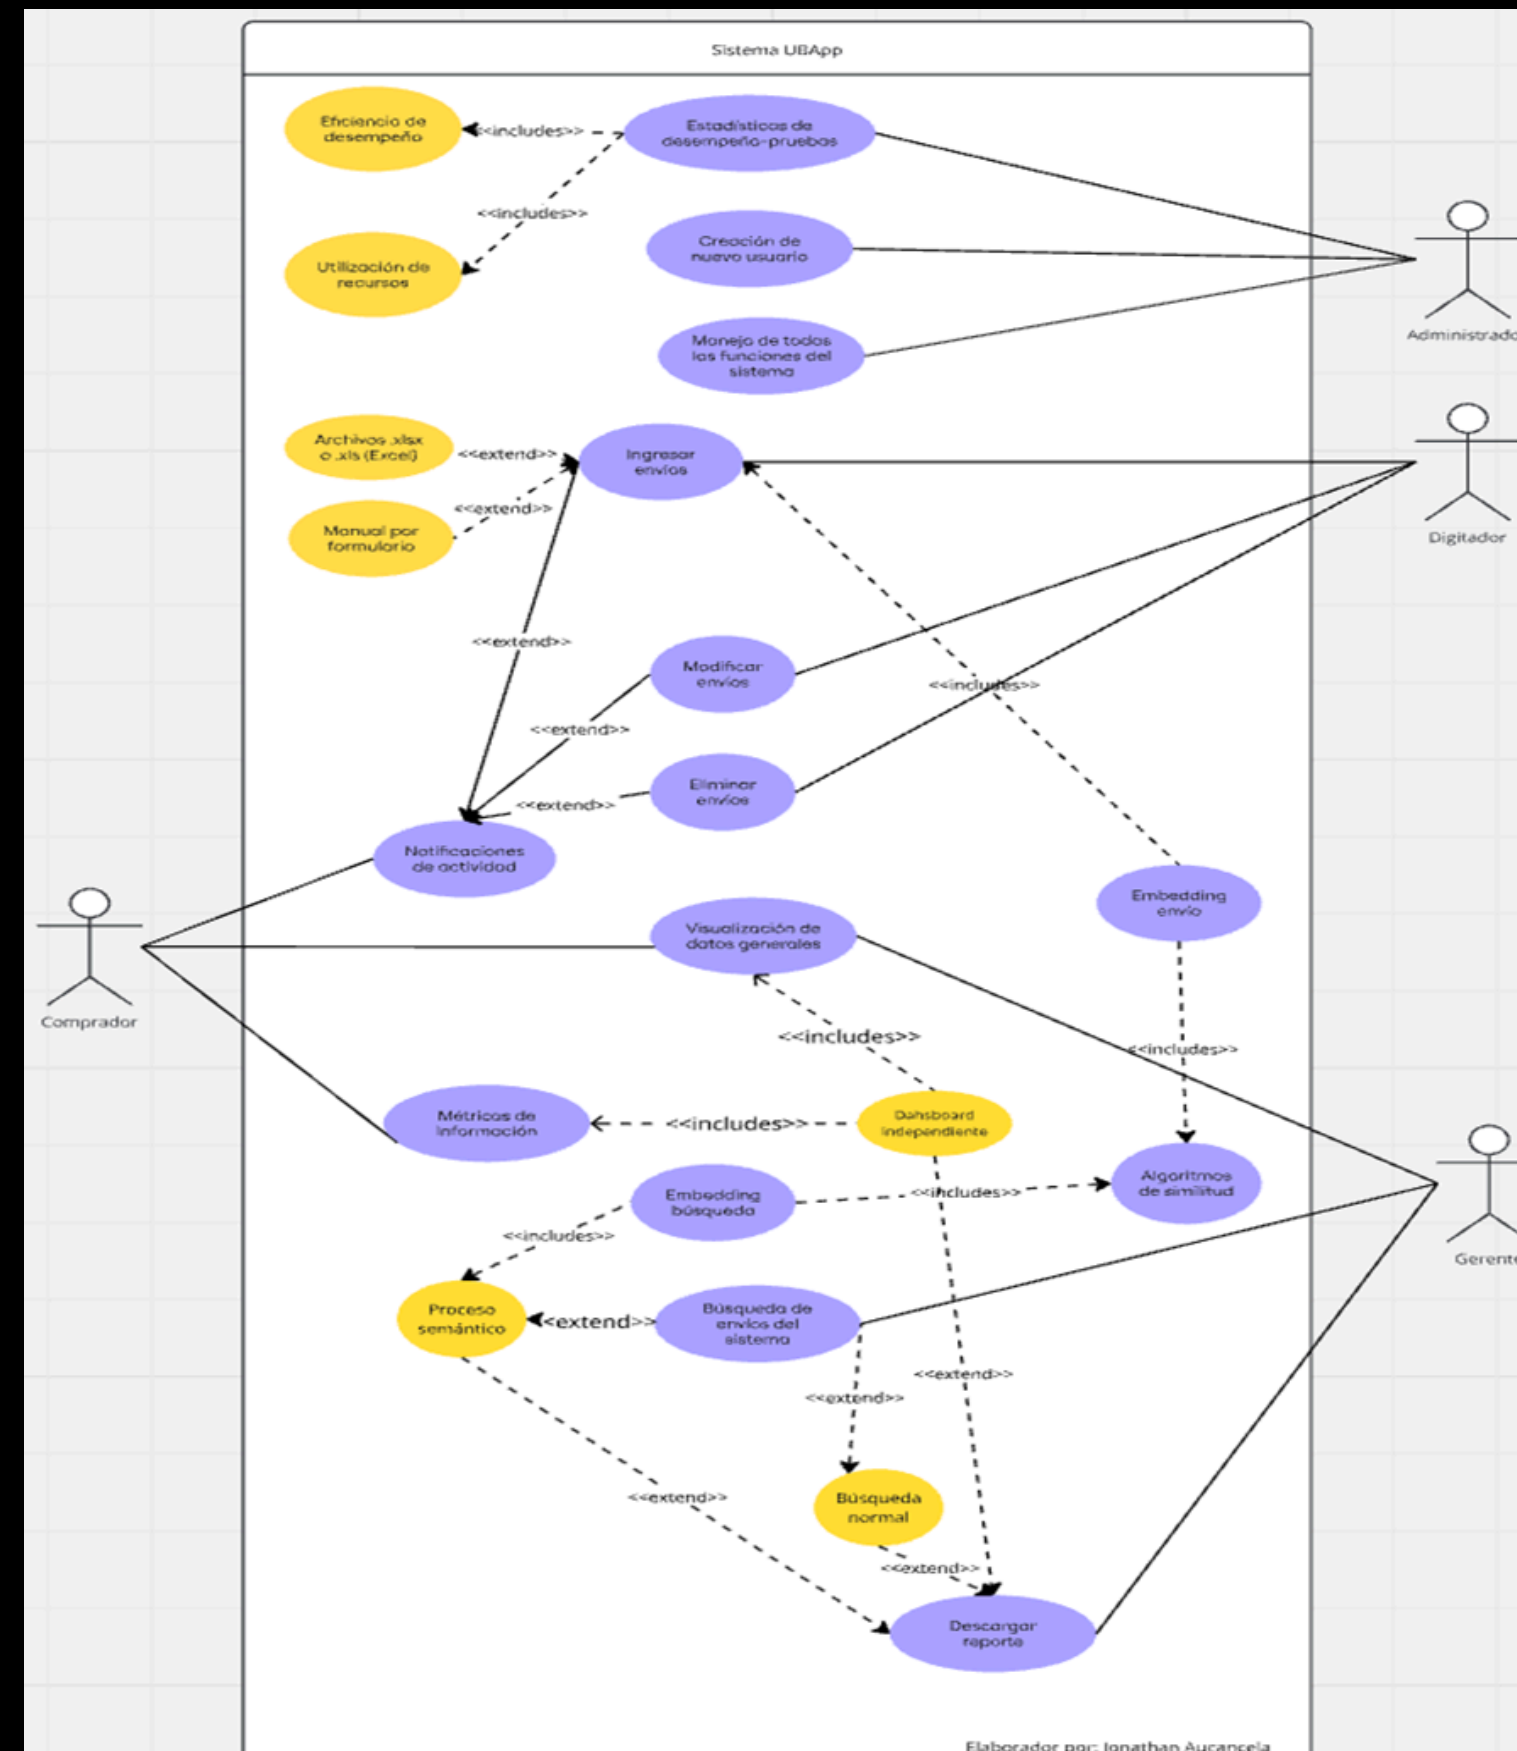 Sistema UBApp
Eficiencia de
desempeño
<<includes>>
Estadísticas de
desempeño-pruebas
<<includes>>
Utilización de
recursos
Creación de
nuevo usuario
Manejo de todas
las funciones del
sistema
Administrado
Archivos .xlsx
o .xls (Excel)
<<extend>>
Ingresar
envíos
<<extend>>
Manual por
formulario
Digitador
<<extend>>
Modificar
envíos
<<includes>>
<<extend>>
Eliminar
envíos
<<extend>>
Notificaciones
de actividad
Embedding
envío
Visualización de
datos generales
Comprador
<<includes>>
<<includes>>
Métricas de
Información
<<includes>>
Dahsboard
independiente
Embedding
búsqueda
<<includes>>
Algoritmos
de similitud
<<includes>>
Gerente
Proceso
semántico
<<extend>>
Búsqueda de
envíos del
sistema
<<extend>>
<<extend>>
<<extend>>
Búsqueda
normal
<<extend>>
Descargar
reporte
Elaborador por: Jonathan Aucancela